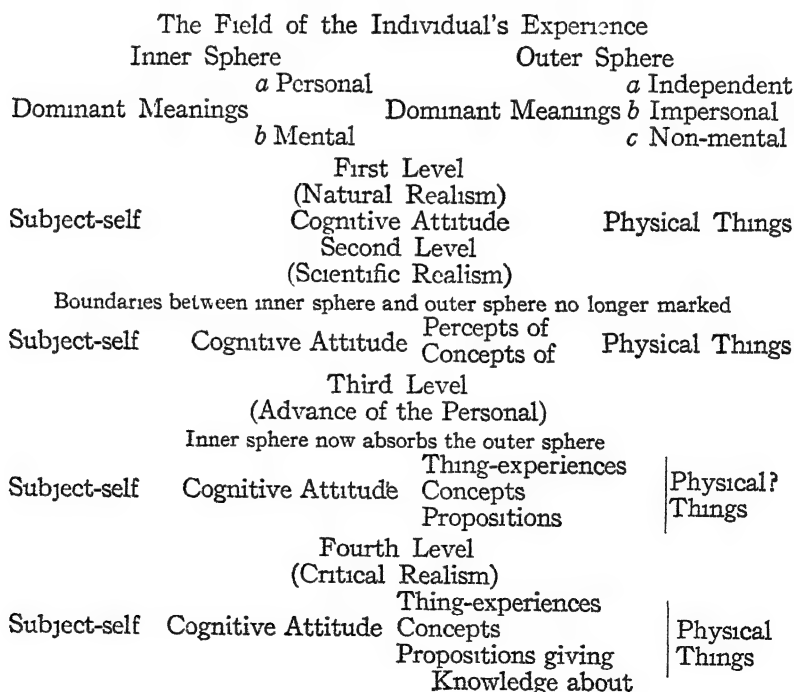 The Field of the Individual's Experience
Inner Sphere Outer Sphere
a Personal a Independent
Dominant Meanings Dominant Meanings b Impersonal
b Mental c Non-mental
First Level
(Natural Realism)
Subject-self Cognitive Attitude Physical Things
Second Level
(Scientific Realism)
Boundaries between inner sphere and outer sphere no longer marked
Subject-self Cognitive Attitude Percepts of Physical Things
Concepts of
Third Level
(Advance of the Personal)
Inner sphere now absorbs the outer sphere
Thing-experiences
Subject-self Cognitive Attitude Concepts Physical?
Propositions Things
Fourth Level
(Critical Realism)
Thing-experiences
Subject-self Cognitive Attitude Concepts Physical
Propositions giving Things
Knowledge about